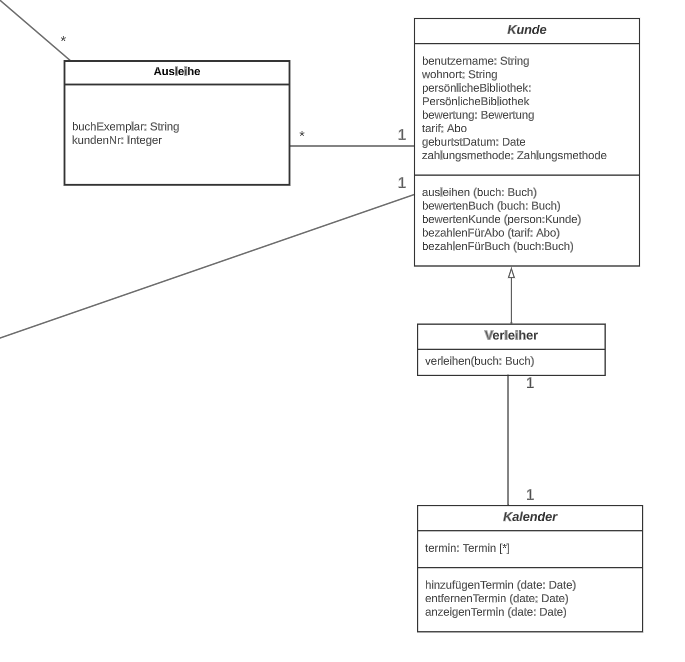 *
Ausleihe
buchExemplar: String
kundenNr: Integer
*
1
1
Kunde
benutzername: String
wohnort: String
persönlicheBibliothek:
PersönlicheBibliothek
bewertung: Bewertung
tarif: Abo
geburtstDatum: Date
zahlungsmethode: Zahlungsmethode
ausleihen (buch: Buch)
bewertenBuch (buch: Buch)
bewertenKunde (person:Kunde)
bezahlenFürAbo (tarif: Abo)
bezahlenFürBuch (buch:Buch)
Verleiher
verleihen(buch: Buch)
1
1
Kalender
termin: Termin [*]
hinzufügenTermin (date: Date)
entfernenTermin (date: Date)
anzeigenTermin (date: Date)